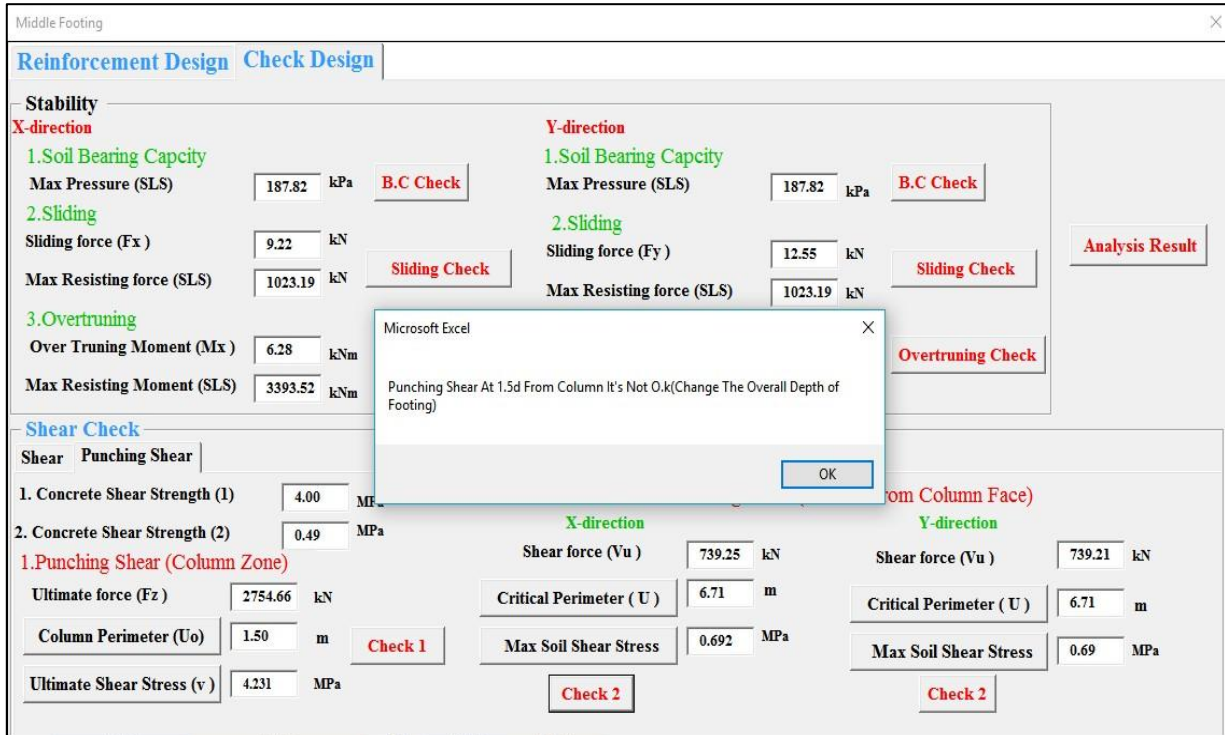 Middle Footing
Reinforcement Design Check Design
Stability
X-direction
1.Soil Bearing Capcity
Max Pressure (SLS) 187.82 kPa B.C Check
2.Sliding
Sliding force (Fx ) 9.22 kN
Max Resisting force (SLS) 1023.19 kN
Sliding Check
3.Overtruning
Over Truning Moment (Mx ) 6.28 kNm
Max Resisting Moment (SLS) 3393.52 kNm
Y-direction
1.Soil Bearing Capcity
Max Pressure (SLS) 187.82 kPa B.C Check
2.Sliding
Sliding force (Fy ) 12.55 kN
Max Resisting force (SLS) 1023.19 kN
Sliding Check
Overtruning Check
Analysis Result
Microsoft Excel
Punching Shear At 1.5d From Column It's Not O.k(Change The Overall Depth of
Footing)
OK
Shear Check
Shear Punching Shear
1. Concrete Shear Strength (1) 4.00
2. Concrete Shear Strength (2) 0.49 MPa
1.Punching Shear (Column Zone)
Ultimate force (Fz ) 2754.66 kN
Column Perimeter (Uo) 1.50 m
Check 1
Ultimate Shear Stress (v ) 4.231 MPa
Column Face)
X-direction
Shear force (Vu ) 739.25 kN
Critical Perimeter ( U ) 6.71 m
Max Soil Shear Stress 0.692 MPa
Check 2
Y-direction
Shear force (Vu ) 739.21 kN
Critical Perimeter ( U ) 6.71 m
Max Soil Shear Stress 0.69 MPa
Check 2